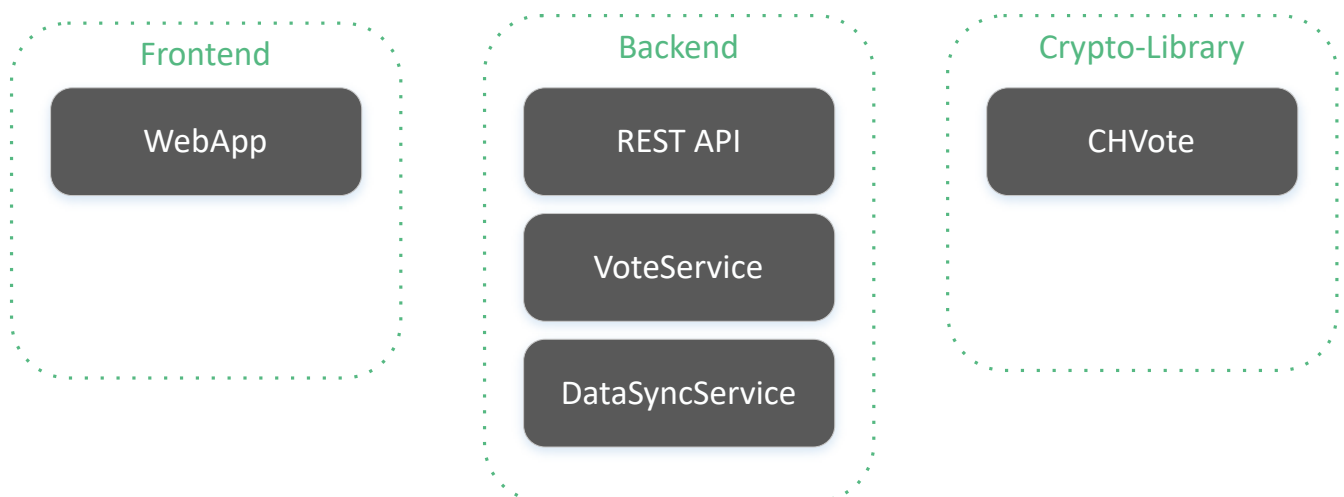 Frontend
WebApp
Backend
REST API
VoteService
DataSyncService
Crypto-Library
CHVote